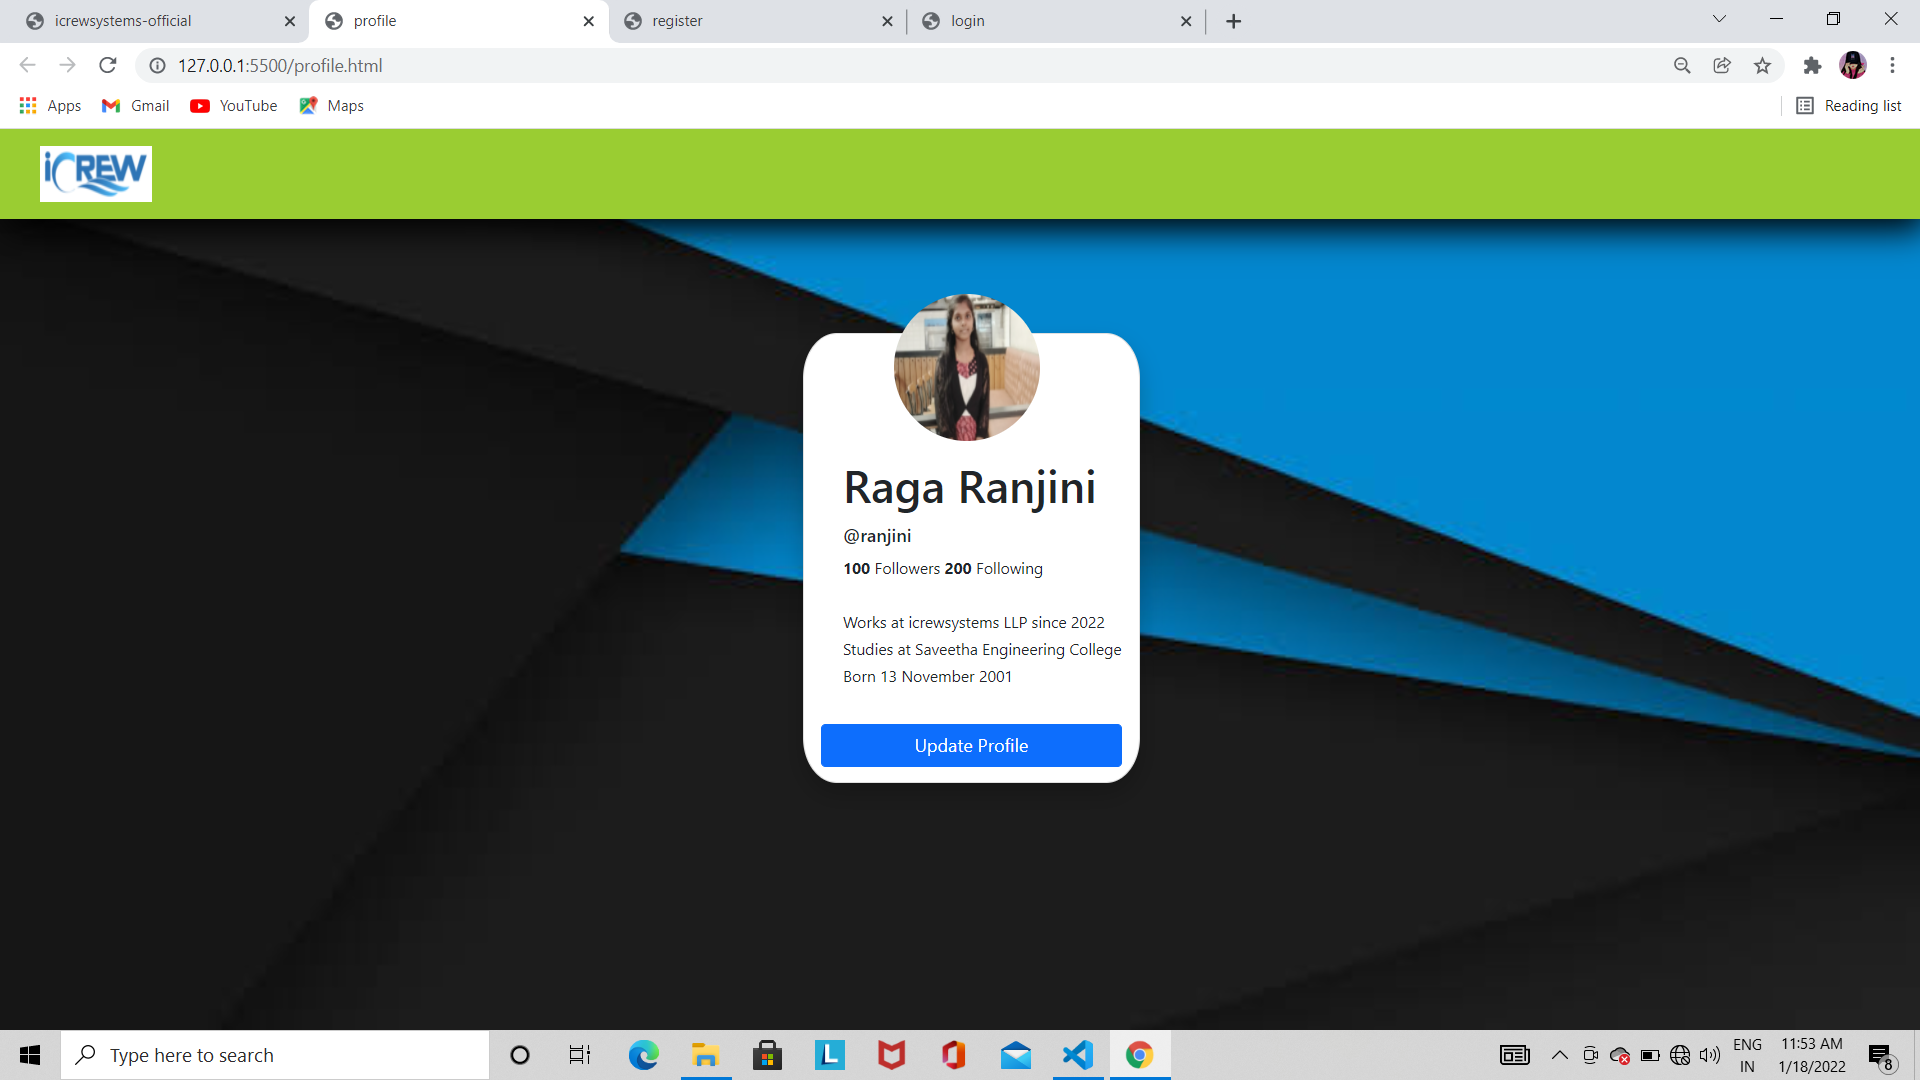 icrewsystems-official
profile
register
login
127.0.0.1:5500/profile.html
Apps
Gmail
YouTube
Maps
Reading list
iCREW
Raga Ranjini
@ranjini
100 Followers 200 Following
Works at icrewsystems LLP since 2022
Studies at Saveetha Engineering College
Born 13 November 2001
Update Profile
Type here to search
L
ENG
IN
11:53 AM
1/18/2022
8